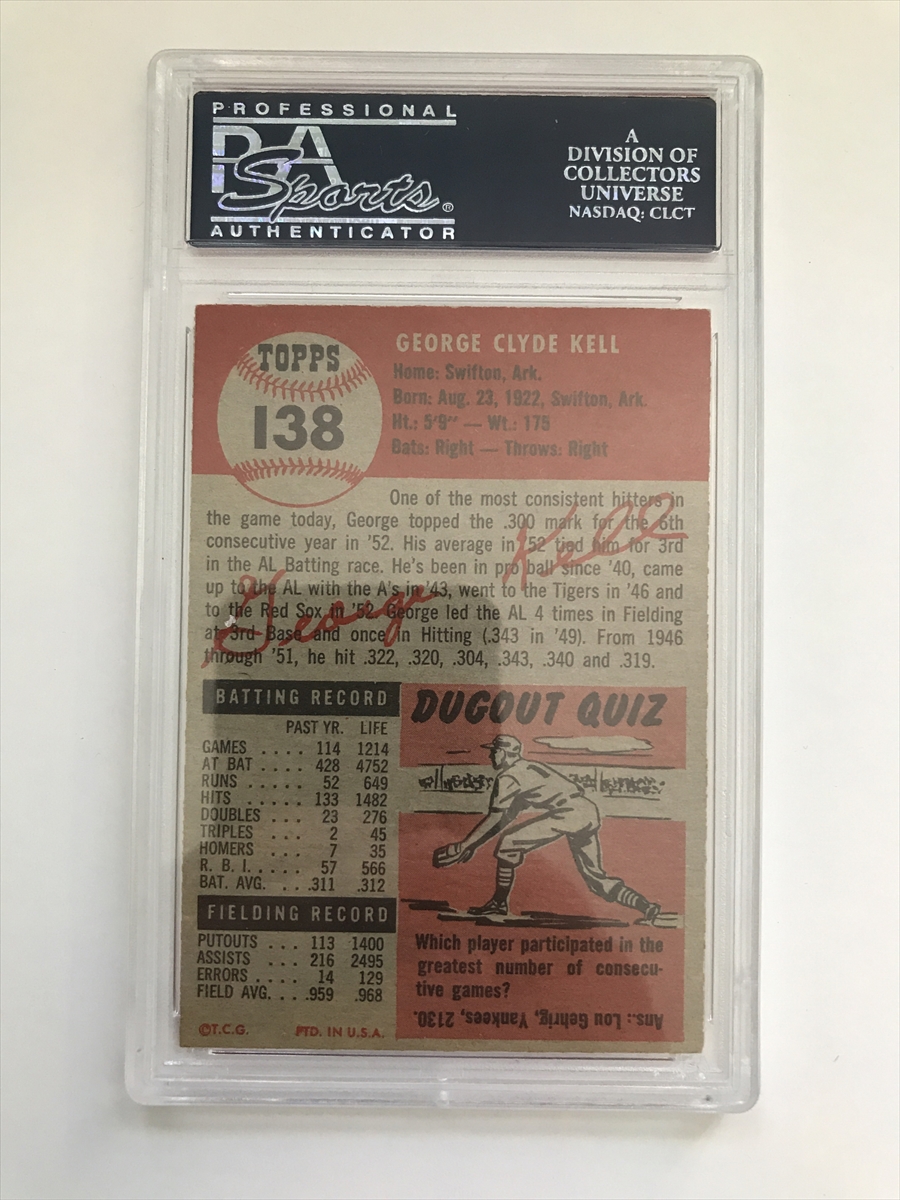 PROFESSIONAL
PSA
Sports®
AUTHENTICATOR
A
DIVISION OF
COLLECTORS
UNIVERSE
NASDAQ: CLCT
TOPPS
138
GEORGE CLYDE KELL
Home: Swifton, Ark.
Born: Aug. 23, 1922, Swifton, Ark.
Ht.: 5'9" — Wt.: 175
Bats: Right — Throws: Right
One of the most consistent hitters in
the game today, George topped the .300 mark for the 6th
consecutive year in '52. His average in '52 tied him for 3rd
in the AL Batting race. He's been in pro ball since '40, came
up to the AL with the A's in '43, went to the Tigers in '46 and
to the Red Sox in '52. George led the AL 4 times in Fielding
at 3rd Base and once in Hitting (.343 in '49). From 1946
through '51, he hit .322, .320, .304, .343, .340 and .319.
George Kell
BATTING RECORD
PAST YR. LIFE
GAMES .... 114 1214
AT BAT .... 428 4752
RUNS .... 52 649
HITS ..... 133 1482
DOUBLES ... 23 276
TRIPLES ... 2 45
HOMERS ... 7 35
R. B. I. .... 57 566
BAT. AVG. ... .311 .312
FIELDING RECORD
PUTOUTS ... 113 1400
ASSISTS ... 216 2495
ERRORS .... 14 129
FIELD AVG. ... .959 .968
©T.C.G. PTD. IN U.S.A.
DUGOUT QUIZ
Which player participated in the
greatest number of consecu-
tive games?
Ans.: Lou Gehrig, Yankees, 2130.